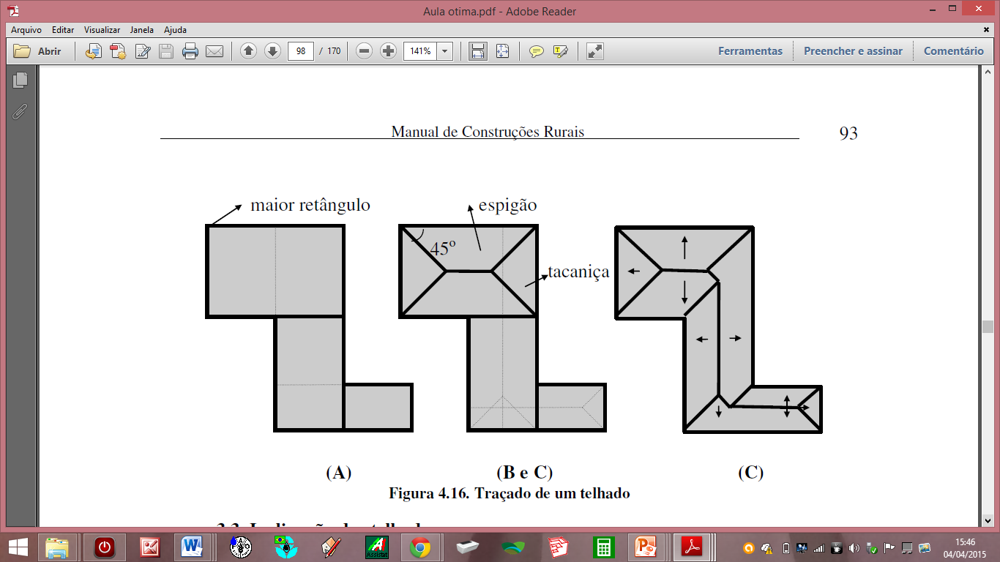 Aula otima.pdf - Adobe Reader
Arquivo Editar Visualizar Janela Ajuda
Abrir 98 / 170 141% Ferramentas Preencher e assinar Comentário
Manual de Construções Rurais 93
maior retângulo espigão
45º
tacaniça
(A) (B e C) (C)
Figura 4.16. Traçado de um telhado
15:46
04/04/2015